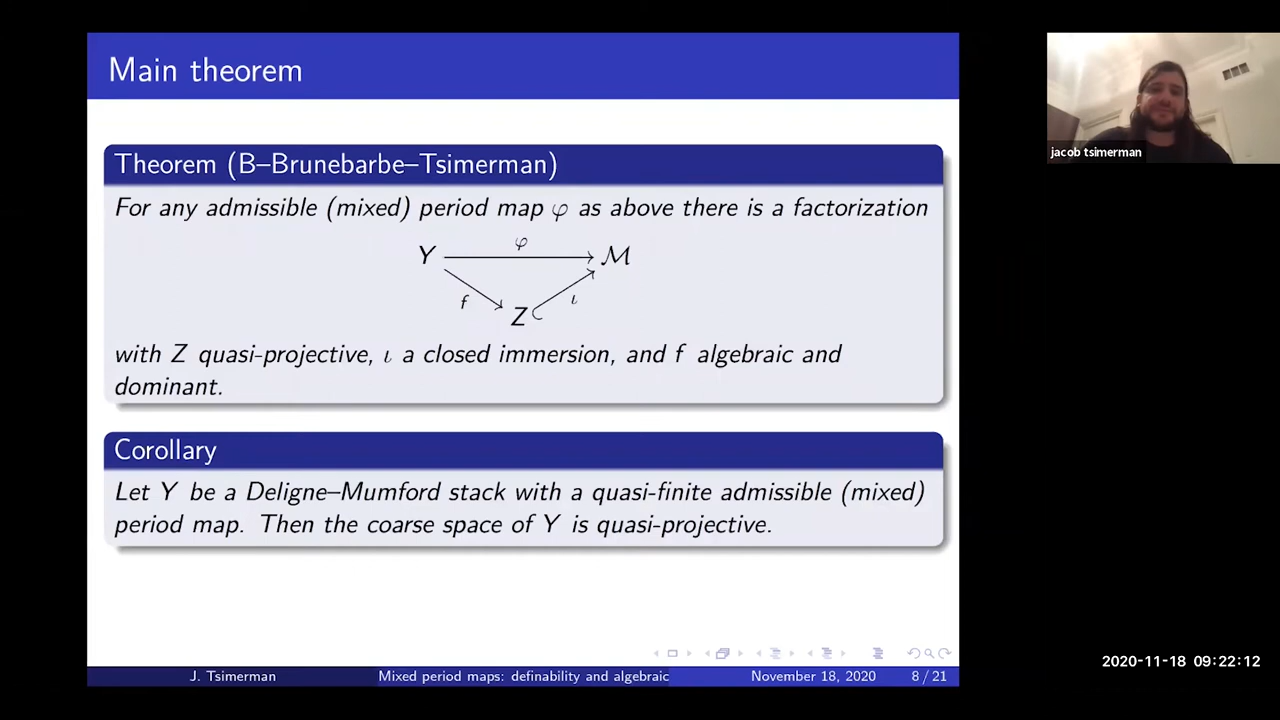 Main theorem
jacob tsimerman
Theorem (B–Brunebarbe–Tsimerman)
For any admissible (mixed) period map φ as above there is a factorization
φ
Y M
f ι
Z
with Z quasi-projective, ι a closed immersion, and f algebraic and
dominant.
Corollary
Let Y be a Deligne–Mumford stack with a quasi-finite admissible (mixed)
period map. Then the coarse space of Y is quasi-projective.
2020-11-18 09:22:12
J. Tsimerman Mixed period maps: definability and algebraic November 18, 2020 8 / 21